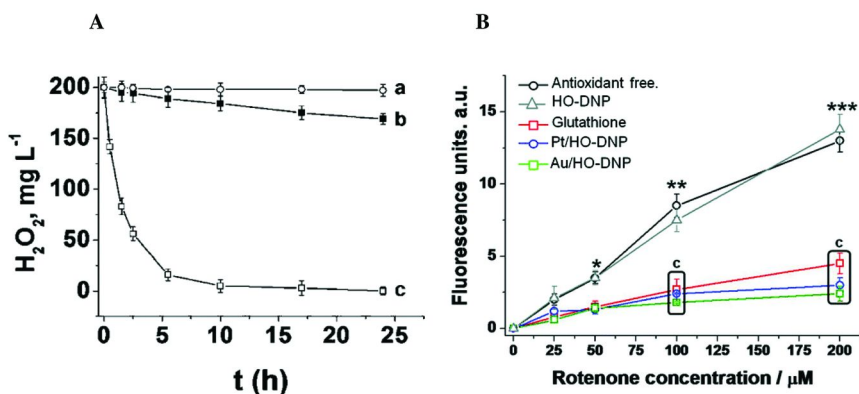 A
H₂O₂, mg L⁻¹
200
150
100
50
0
a
b
c
0 5 10 15 20 25
t (h)
B
Fluorescence units. a.u.
15
10
5
0
Antioxidant free.
HO-DNP
Glutathione
Pt/HO-DNP
Au/HO-DNP
*
**
***
c
c
0 25 50 75 100 125 150 175 200
Rotenone concentration / μM